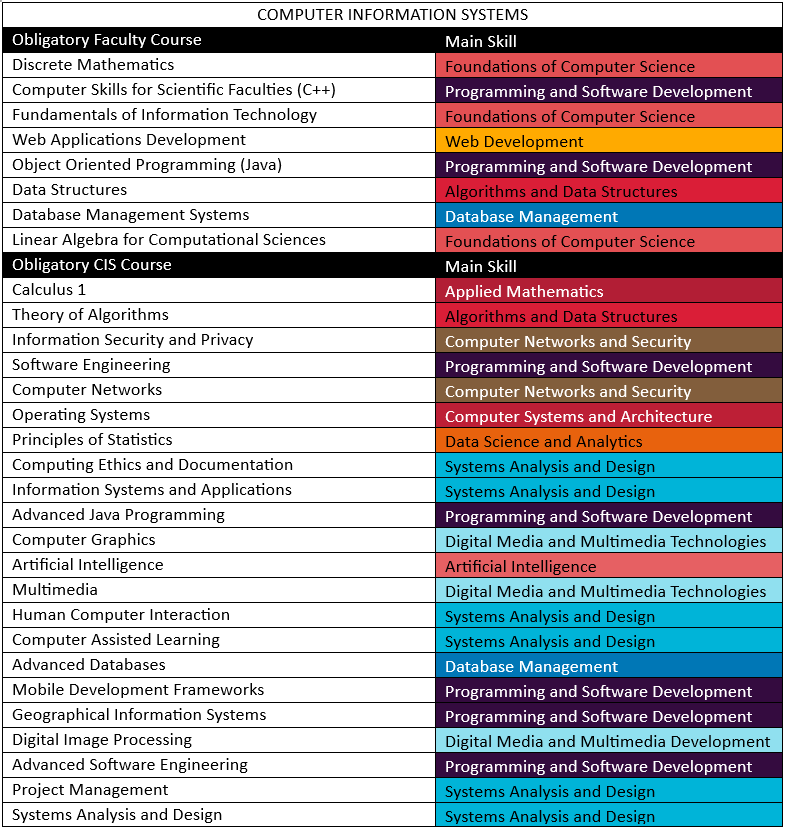 COMPUTER INFORMATION SYSTEMS
Obligatory Faculty Course Main Skill
Discrete Mathematics Foundations of Computer Science
Computer Skills for Scientific Faculties (C++) Programming and Software Development
Fundamentals of Information Technology Foundations of Computer Science
Web Applications Development Web Development
Object Oriented Programming (Java) Programming and Software Development
Data Structures Algorithms and Data Structures
Database Management Systems Database Management
Linear Algebra for Computational Sciences Foundations of Computer Science
Obligatory CIS Course Main Skill
Calculus 1 Applied Mathematics
Theory of Algorithms Algorithms and Data Structures
Information Security and Privacy Computer Networks and Security
Software Engineering Programming and Software Development
Computer Networks Computer Networks and Security
Operating Systems Computer Systems and Architecture
Principles of Statistics Data Science and Analytics
Computing Ethics and Documentation Systems Analysis and Design
Information Systems and Applications Systems Analysis and Design
Advanced Java Programming Programming and Software Development
Computer Graphics Digital Media and Multimedia Technologies
Artificial Intelligence Artificial Intelligence
Multimedia Digital Media and Multimedia Technologies
Human Computer Interaction Systems Analysis and Design
Computer Assisted Learning Systems Analysis and Design
Advanced Databases Database Management
Mobile Development Frameworks Programming and Software Development
Geographical Information Systems Programming and Software Development
Digital Image Processing Digital Media and Multimedia Development
Advanced Software Engineering Programming and Software Development
Project Management Systems Analysis and Design
Systems Analysis and Design Systems Analysis and Design